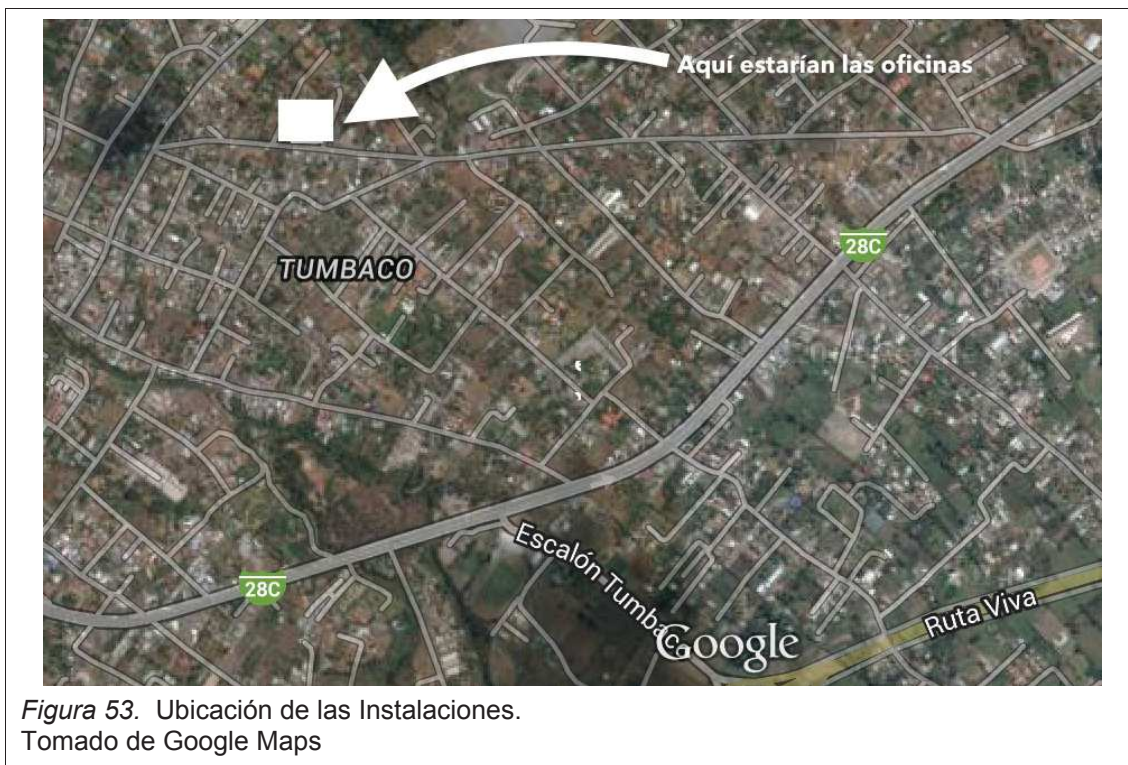 Aquí estarían las oficinas
28C
TUMBACO
28C
Escalón Tumbac
Google
Ruta Viva
Figura 53. Ubicación de las Instalaciones.
Tomado de Google Maps